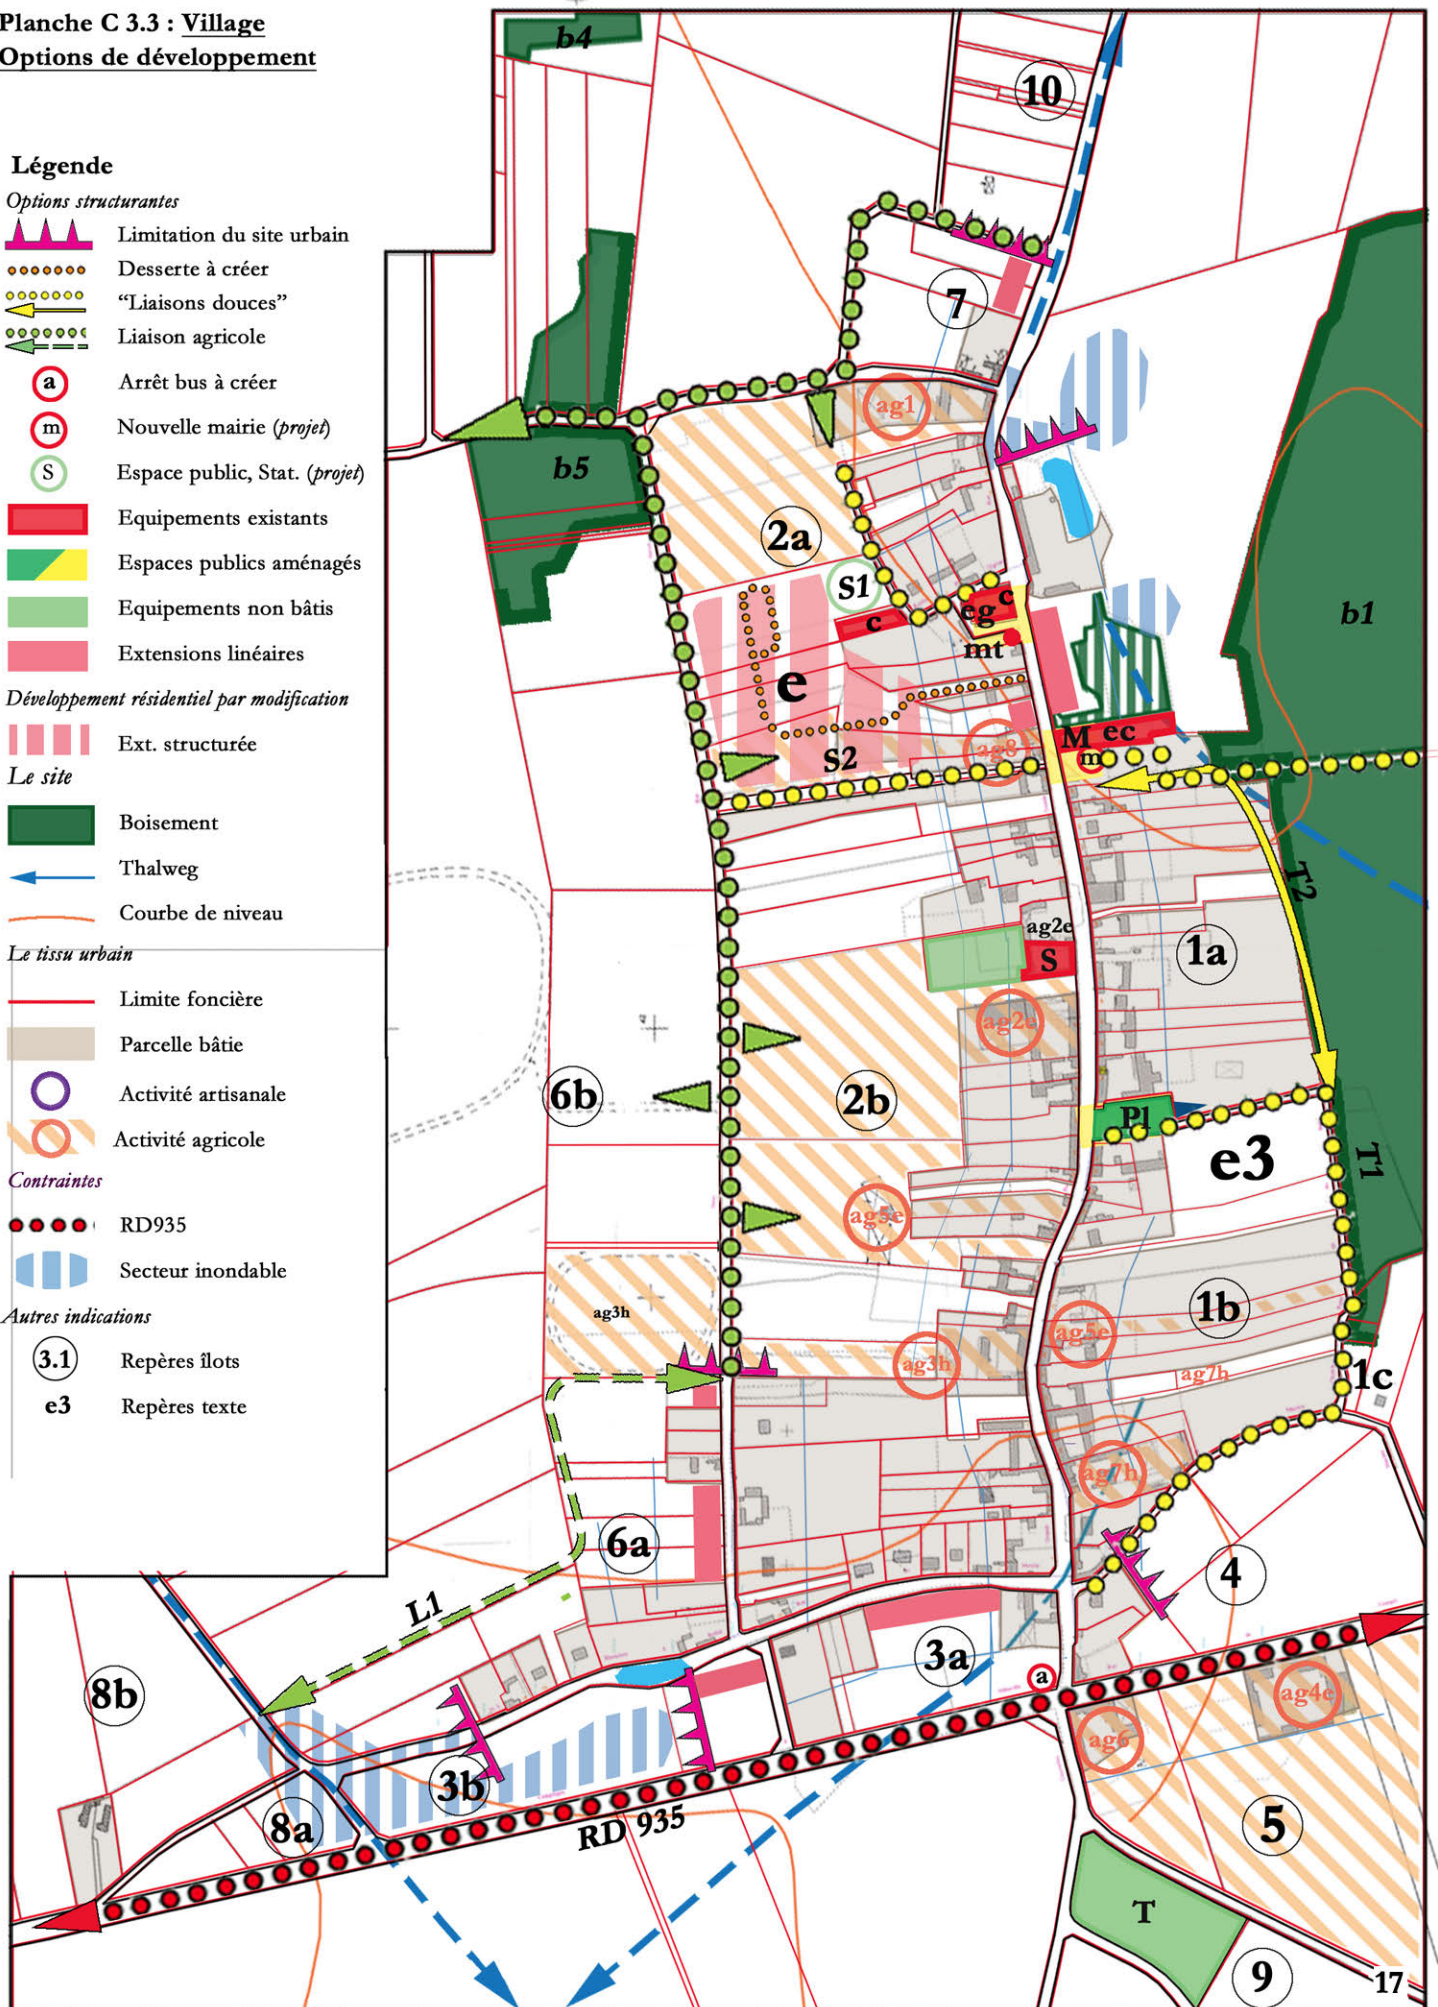 Planche C 3.3 : Village
Options de développement
Légende
Options structurantes
Limitation du site urbain
Desserte à créer
“Liaisons douces”
Liaison agricole
a Arrêt bus à créer
m Nouvelle mairie (projet)
S Espace public, Stat. (projet)
Equipements existants
Espaces publics aménagés
Equipements non bâtis
Extensions linéaires
Développement résidentiel par modification
Ext. structurée
Le site
Boisement
Thalweg
Courbe de niveau
Le tissu urbain
Limite foncière
Parcelle bâtie
Activité artisanale
Activité agricole
Contraintes
RD935
Secteur inondable
Autres indications
3.1 Repères îlots
e3 Repères texte
b4
10
7
ag1
b5
2a
S1
c
eg
c
mt
b1
e
M
ec
m
ag8
S2
T2
ag2e
S
1a
ag2e
6b
2b
Pl
e3
T1
ag5e
ag3h
1b
ag5e
ag3h
ag7h
1c
ag7h
6a
4
L1
3a
8b
a
ag4e
ag6
3b
8a
RD 935
5
T
9
17